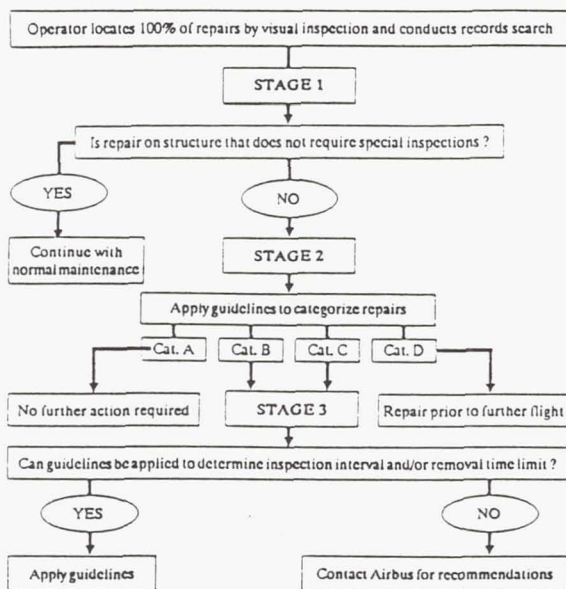 Operator locates 100% of repairs by visual inspection and conducts records search
STAGE 1
Is repair on structure that does not require special inspections ?
YES
NO
Continue with
normal maintenance
STAGE 2
Apply guidelines to categorize repairs
Cat. A
Cat. B
Cat. C
Cat. D
No further action required
STAGE 3
Repair prior to further flight
Can guidelines be applied to determine inspection interval and/or removal time limit ?
YES
NO
Apply guidelines
Contact Airbus for recommendations